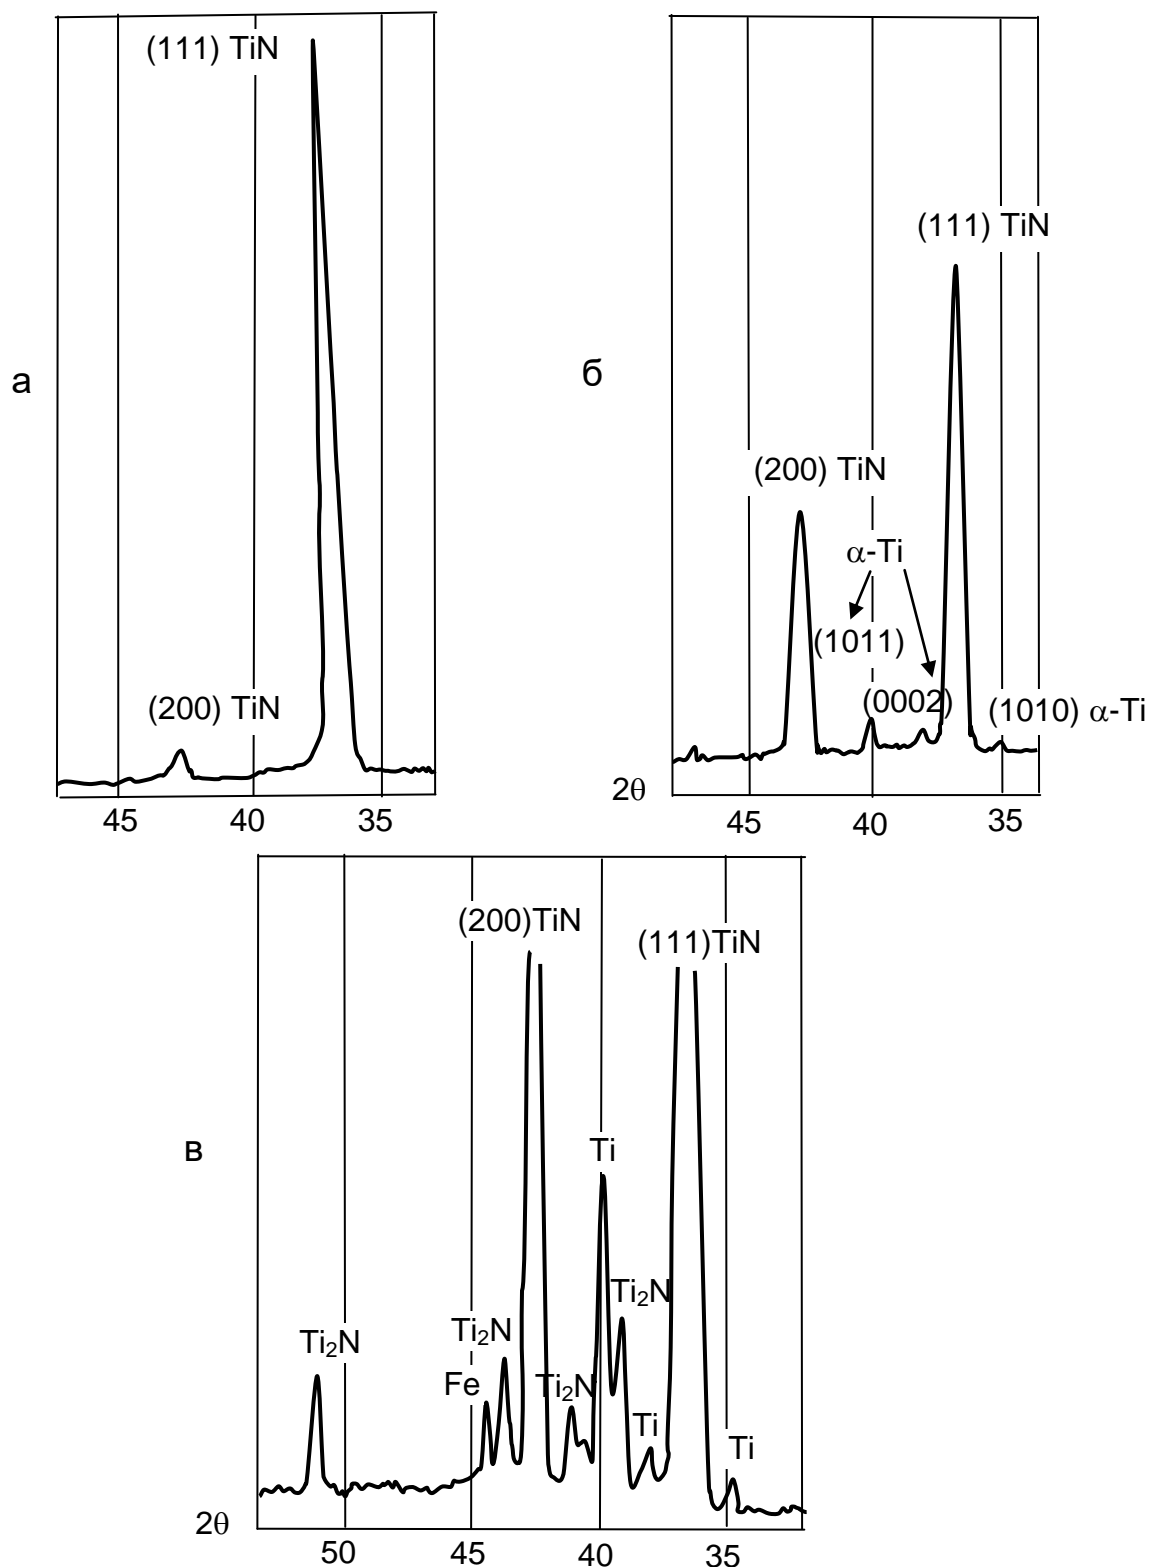 (111) TiN
(200) TiN
а
45 40 35
(111) TiN
(200) TiN
α-Ti
(1011)
(0002)
(1010) α-Ti
б
2θ
45 40 35
(200)TiN
(111)TiN
в
Ti
Ti₂N
Ti₂N
Ti₂N
Fe
Ti₂N
Ti
Ti
2θ
50 45 40 35